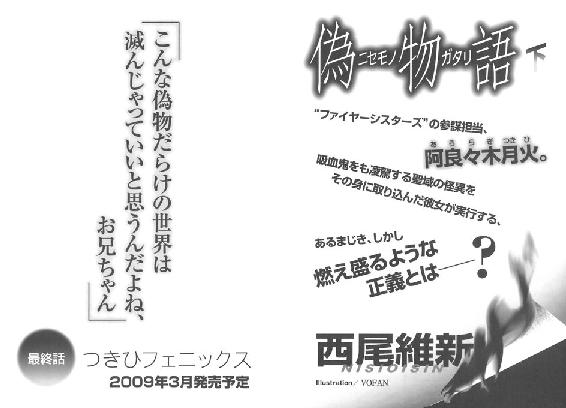 偽物語 下
ニセモノ ガタリ
“ファイヤーシスターズ”の参謀担当、
阿良々木月火。
あららぎ つきひ
吸血鬼をも凌駕する聖域の怪異を
その身に取り込んだ彼女が実行する、
あるまじき、しかし
燃え盛るような
正義とは——?
西尾維新
NISIOISIN
Illustration／VOFAN
「こんな偽物だらけの世界は
滅んじゃっていいと思うんだよね、
お兄ちゃん」
最終話
つきひフェニックス
2009年3月発売予定